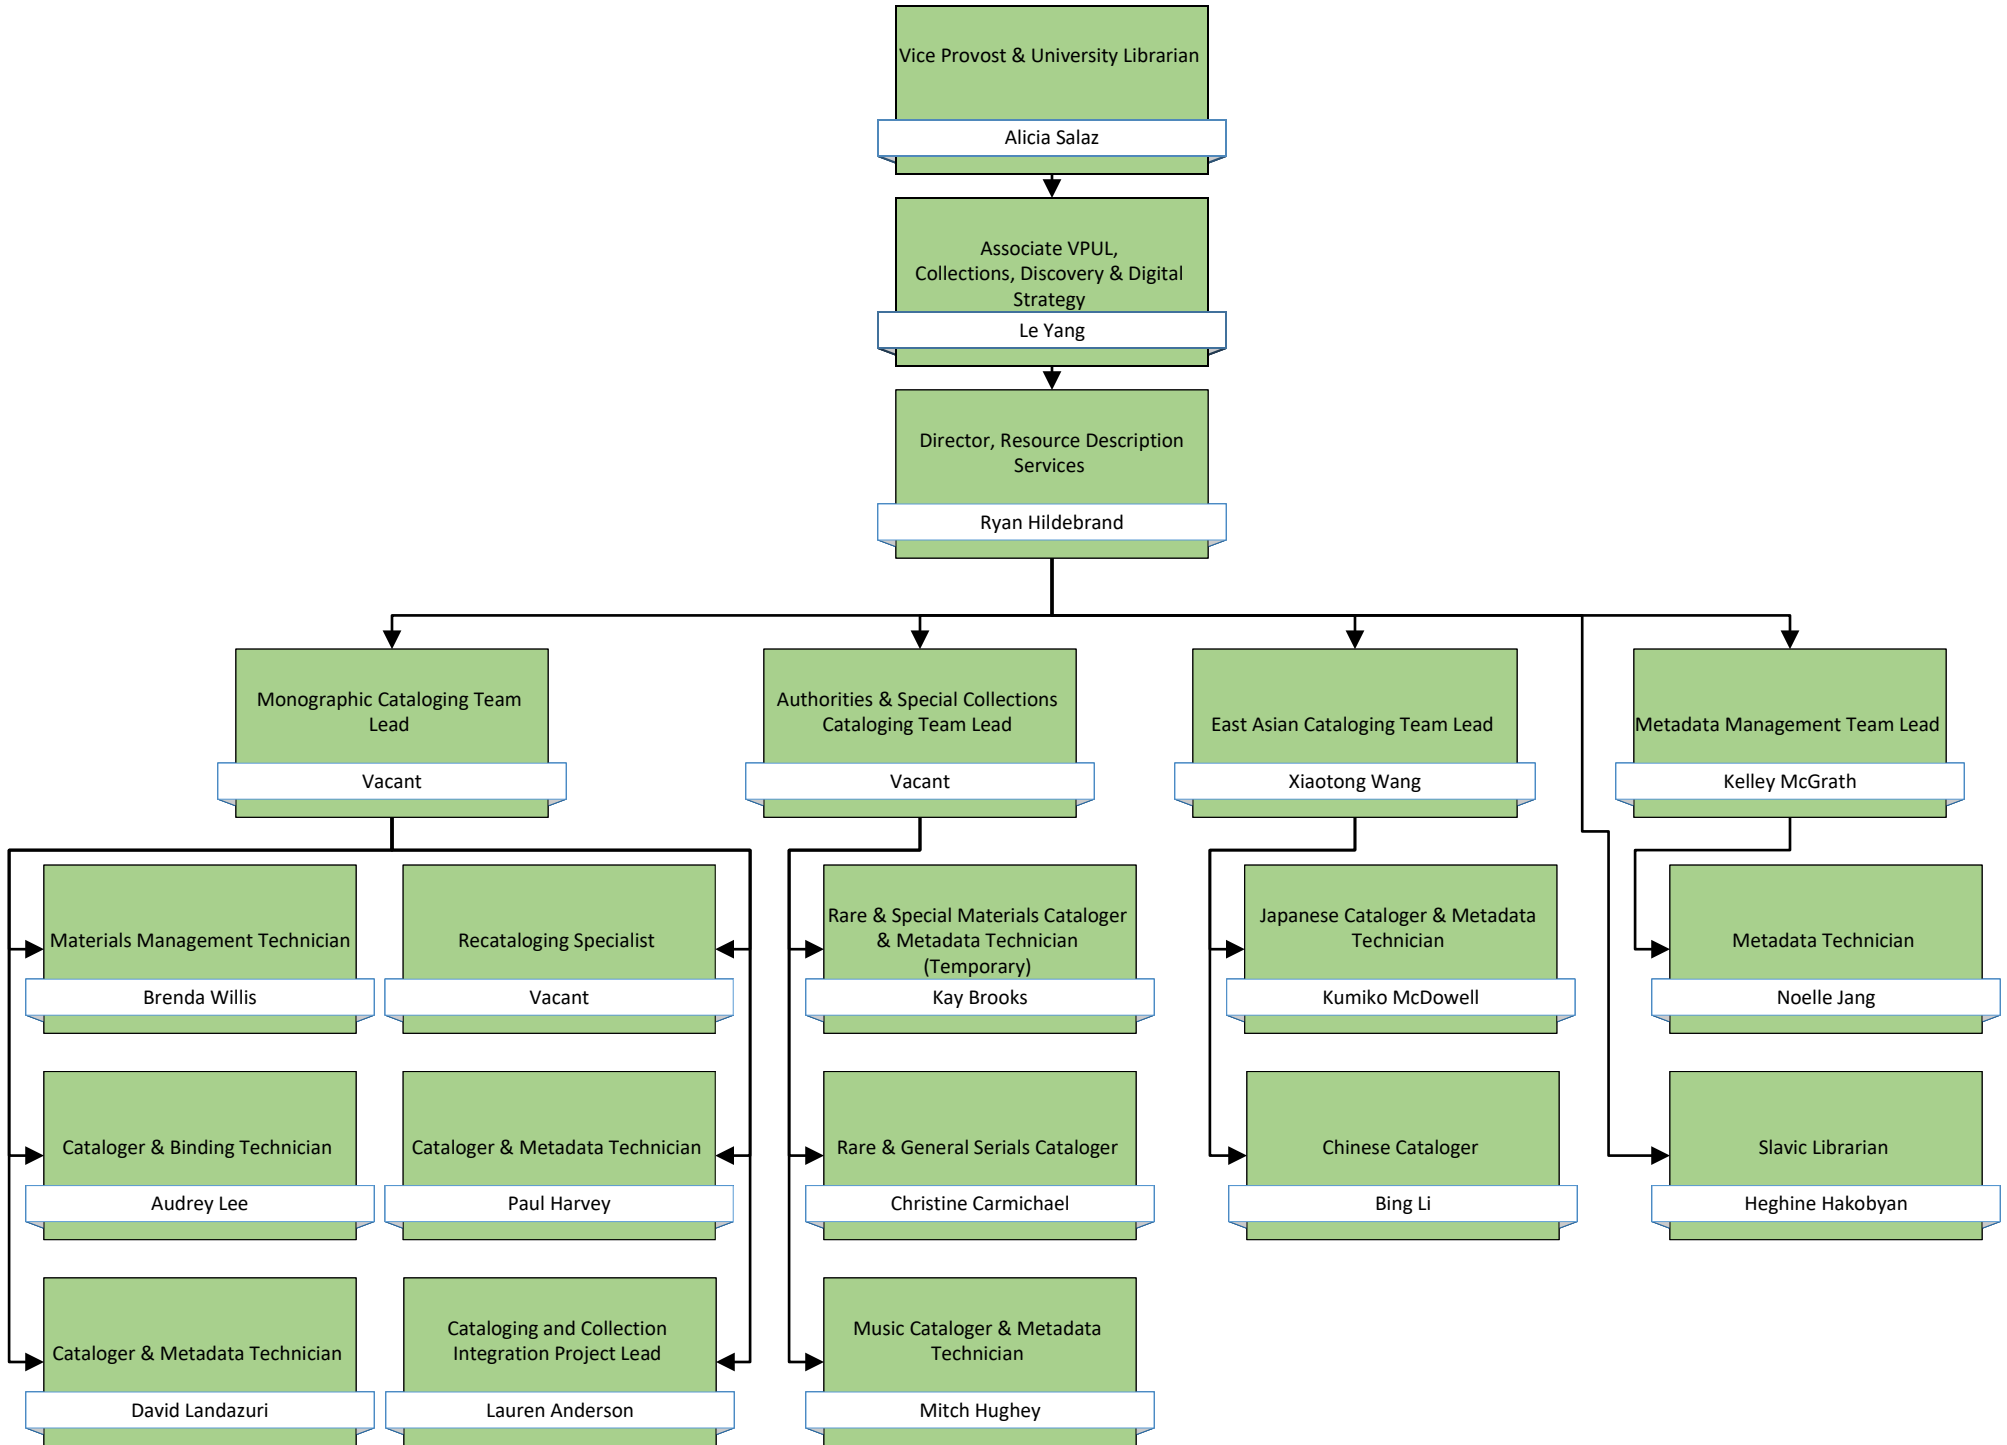 Vice Provost & University Librarian
Alicia Salaz
Associate VPUL,
Collections, Discovery & Digital
Strategy
Le Yang
Director, Resource Description
Services
Ryan Hildebrand
Monographic Cataloging Team
Lead
Vacant
Authorities & Special Collections
Cataloging Team Lead
Vacant
East Asian Cataloging Team Lead
Xiaotong Wang
Metadata Management Team Lead
Kelley McGrath
Materials Management Technician
Brenda Willis
Recataloging Specialist
Vacant
Rare & Special Materials Cataloger
& Metadata Technician
(Temporary)
Kay Brooks
Japanese Cataloger & Metadata
Technician
Kumiko McDowell
Metadata Technician
Noelle Jang
Cataloger & Binding Technician
Audrey Lee
Cataloger & Metadata Technician
Paul Harvey
Rare & General Serials Cataloger
Christine Carmichael
Chinese Cataloger
Bing Li
Slavic Librarian
Heghine Hakobyan
Cataloger & Metadata Technician
David Landazuri
Cataloging and Collection
Integration Project Lead
Lauren Anderson
Music Cataloger & Metadata
Technician
Mitch Hughey